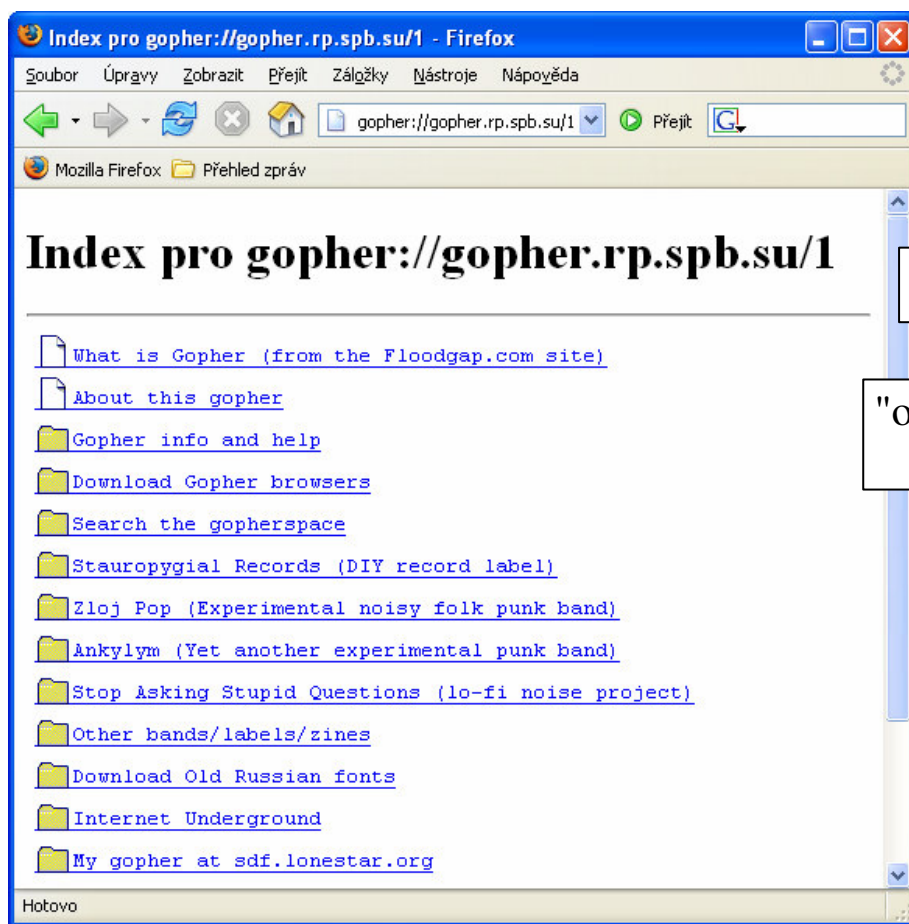 Index pro gopher://gopher.rp.spb.su/1 - Firefox
Soubor Úpravy Zobrazit Přejít Záložky Nástroje Nápověda
gopher://gopher.rp.spb.su/1 Přejít G
Mozilla Firefox Přehled zpráv
Index pro gopher://gopher.rp.spb.su/1
What is Gopher (from the Floodgap.com site)
About this gopher
"o
Gopher info and help
Download Gopher browsers
Search the gopherspace
Stauropygial Records (DIY record label)
Zloj Pop (Experimental noisy folk punk band)
Ankylym (Yet another experimental punk band)
Stop Asking Stupid Questions (lo-fi noise project)
Other bands/labels/zines
Download Old Russian fonts
Internet Underground
My gopher at sdf.lonestar.org
Hotovo